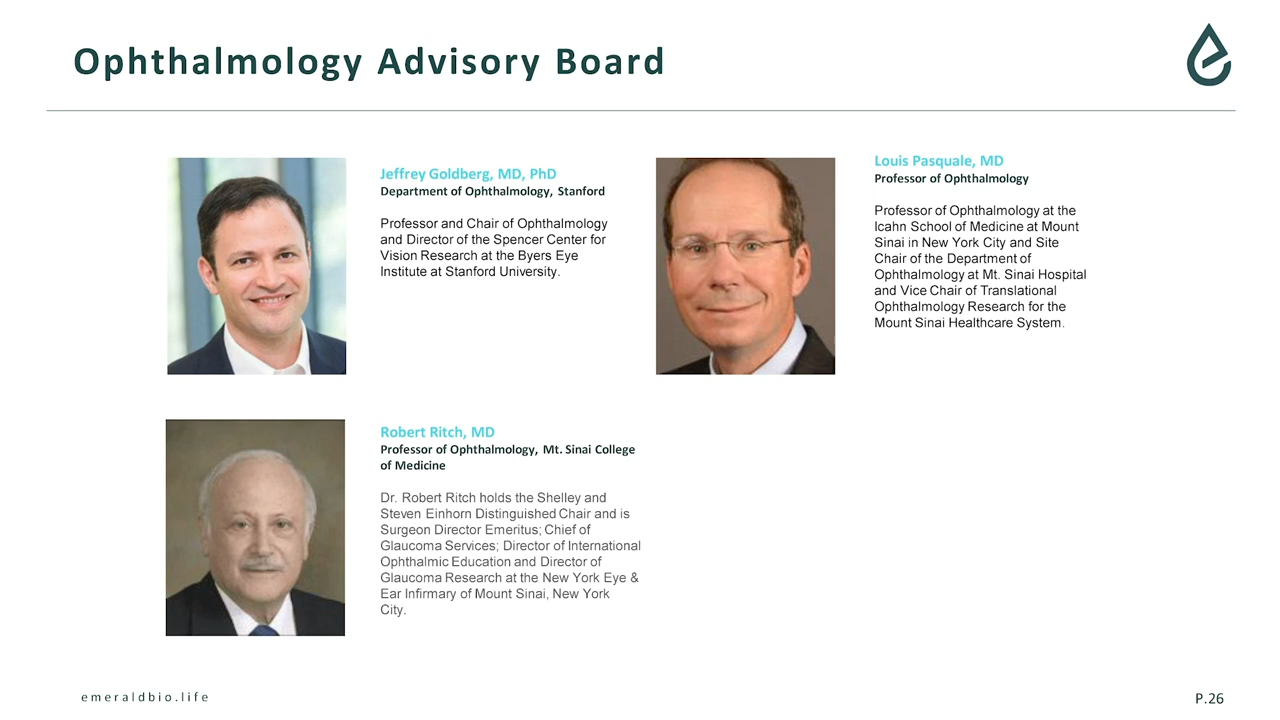 Ophthalmology Advisory Board
Jeffrey Goldberg, MD, PhD
Department of Ophthalmology, Stanford
Professor and Chair of Ophthalmology
and Director of the Spencer Center for
Vision Research at the Byers Eye
Institute at Stanford University.
Louis Pasquale, MD
Professor of Ophthalmology
Professor of Ophthalmology at the
Icahn School of Medicine at Mount
Sinai in New York City and Site
Chair of the Department of
Ophthalmology at Mt. Sinai Hospital
and Vice Chair of Translational
Ophthalmology Research for the
Mount Sinai Healthcare System.
Robert Ritch, MD
Professor of Ophthalmology, Mt. Sinai College
of Medicine
Dr. Robert Ritch holds the Shelley and
Steven Einhorn Distinguished Chair and is
Surgeon Director Emeritus; Chief of
Glaucoma Services; Director of International
Ophthalmic Education and Director of
Glaucoma Research at the New York Eye &
Ear Infirmary of Mount Sinai, New York
City.
emeraldbio.life
P.26